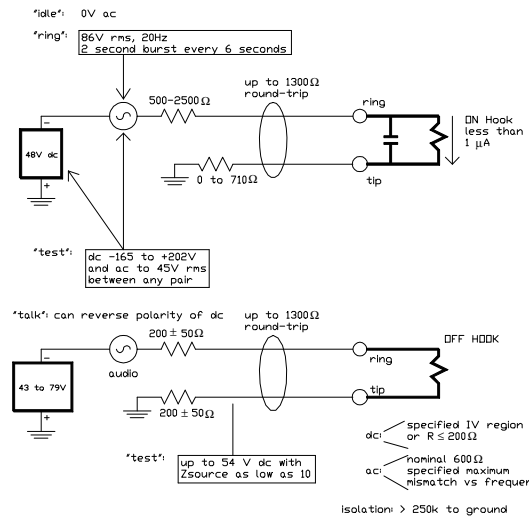 "idle": 0V ac
"ring": 86V rms, 20Hz
2 second burst every 6 seconds
up to 1300Ω
round-trip
500-2500Ω
ring
48V dc
−
+
0 to 710Ω
tip
ON Hook
less than
1 μA
"test": dc -165 to +202V
and ac to 45V rms
between any pair
"talk": can reverse polarity of dc
up to 1300Ω
round-trip
200 ± 50Ω
OFF HOOK
−
audio
ring
43 to 79V
+
tip
200 ± 50Ω
dc: specified IV region
or R ≤ 200Ω
"test": up to 54 V dc with
Zsource as low as 10
ac: nominal 600Ω
specified maximum
mismatch vs frequen
isolation: > 250k to ground